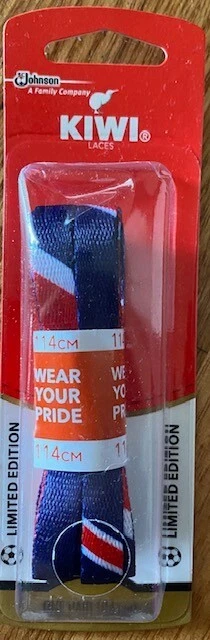 SC Johnson
A Family Company
KIWI®
LACES
114CM 11
WEAR WE
YOUR YO
PRIDE PR
114CM 11
LIMITED EDITION
LIMITED EDITION